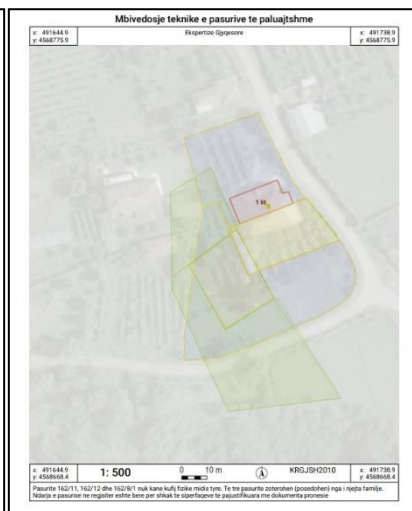 Mbivedosje teknike e pasurive te paluajtshme
x: 491644.9
y: 4568775.9
Ekspertize Gjyqesore
x: 491738.9
y: 4568775.9
1 kt
x: 491644.9
y: 4568668.4
1: 500
0 10 m
KRGJSH2010
x: 491738.9
y: 4568668.4
Pasurite 162/11, 162/12 dhe 162/8/1 nuk kane kufij fizike midis tyre. Te tre pasurite zoterohen (posedohen) nga i njejta familje.
Ndarja e pasurise ne regjister eshte bere per shkak te siperfaqeve te pajustifikuara me dokumenta pronesie